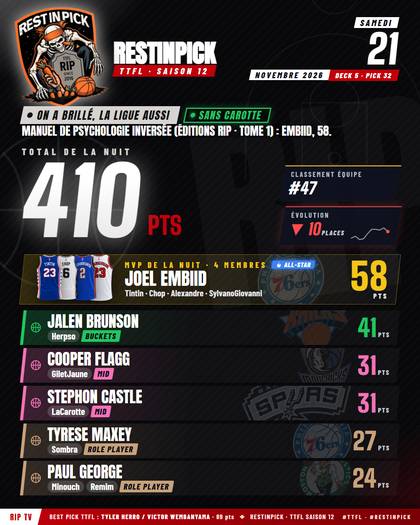 REST IN PICK
TTFL
RIP
RESTINPICK
TTFL · SAISON 12
SAMEDI
21
NOVEMBRE 2026
DECK 5 · PICK 32
ON A BRILLÉ, LA LIGUE AUSSI
SANS CAROTTE
MANUEL DE PSYCHOLOGIE INVERSÉE (ÉDITIONS RIP · TOME 1) : EMBIID, 58.
TOTAL DE LA NUIT
410 PTS
CLASSEMENT ÉQUIPE
#47
ÉVOLUTION
▼ 10 PLACES
MVP DE LA NUIT · 4 MEMBRES
ALL-STAR
JOEL EMBIID
Tintin · Chop · Alexandre · SylvanoGiovanni
58
PTS
23
6
2
23
JALEN BRUNSON
Herpso BUCKETS
41 PTS
COOPER FLAGG
GiletJaune MID
31 PTS
STEPHON CASTLE
LaCarotte MID
SPURS
31 PTS
TYRESE MAXEY
Sombra ROLE PLAYER
76ers
27 PTS
PAUL GEORGE
Minouch Remim ROLE PLAYER
24 PTS
RIP TV
BEST PICK TTFL : TYLER HERRO / VICTOR WEMBANYAMA · 69 pts
RESTINPICK · TTFL SAISON 12
#TTFL · #RESTINPICK